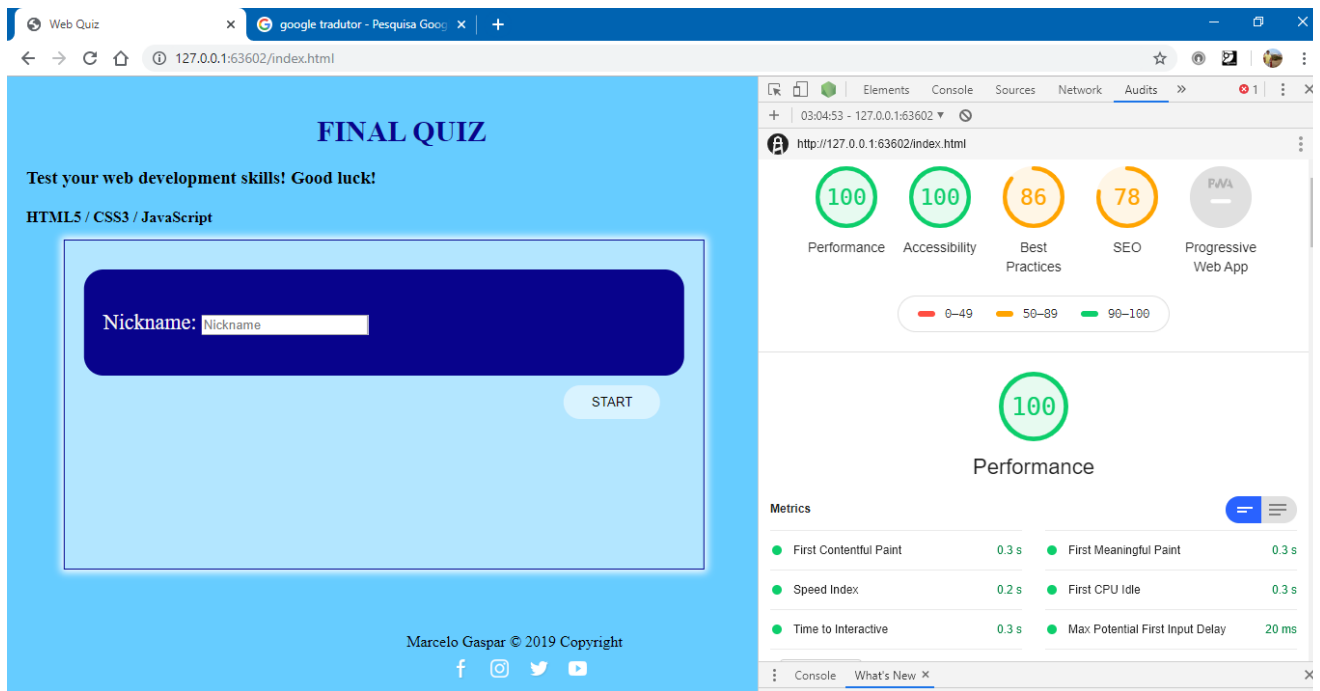 Web Quiz
google tradutor - Pesquisa Goog
127.0.0.1:63602/index.html
FINAL QUIZ
Test your web development skills! Good luck!
HTML5 / CSS3 / JavaScript
Nickname: Nickname
START
Marcelo Gaspar © 2019 Copyright
Elements Console Sources Network Audits » 1
03:04:53 - 127.0.0.1:63602
http://127.0.0.1:63602/index.html
100 100 86 78 PWA
Performance Accessibility Best Practices SEO Progressive Web App
0–49 50–89 90–100
100
Performance
Metrics
First Contentful Paint 0.3 s First Meaningful Paint 0.3 s
Speed Index 0.2 s First CPU Idle 0.3 s
Time to Interactive 0.3 s Max Potential First Input Delay 20 ms
Console What's New